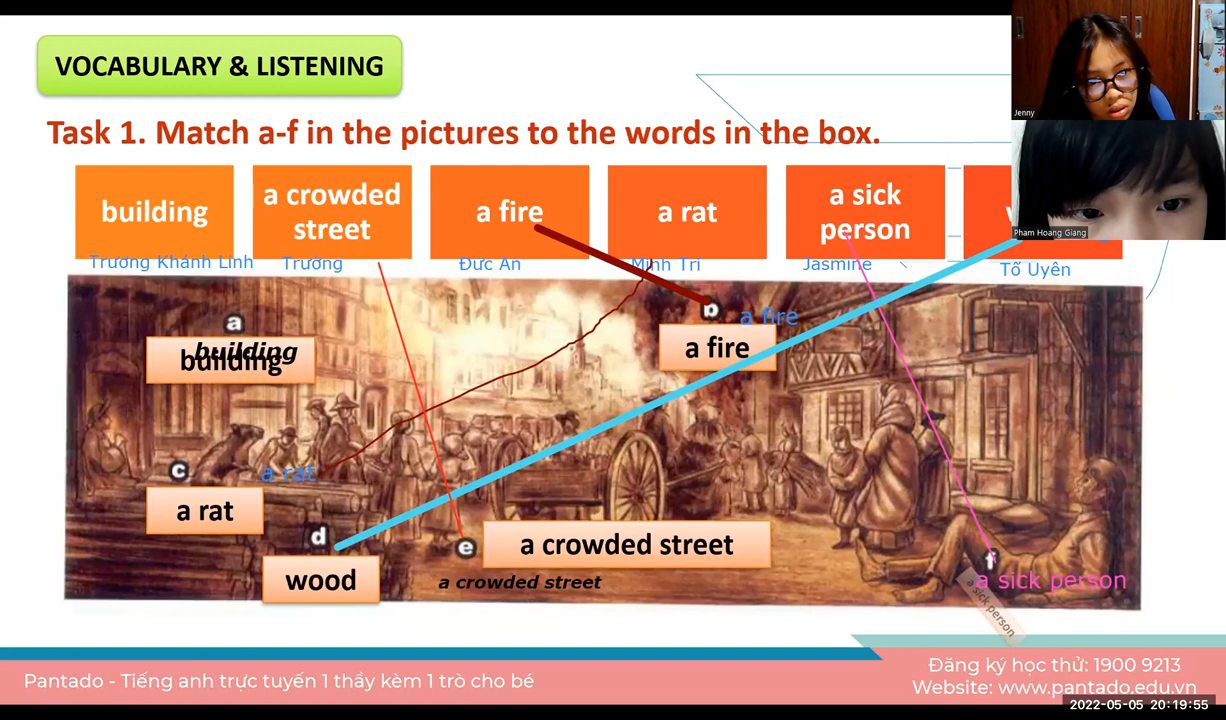 VOCABULARY & LISTENING
Jenny
Task 1. Match a-f in the pictures to the words in the box.
building
a crowded
street
a fire
a rat
a sick
person
Pham Hoang Giang
Trương Khánh Linh
Trường
Đức An
Minh Trí
Jasmine
Tố Uyên
a
building
building
b
a fire
a fire
c
a rat
a rat
d
wood
e
a crowded street
a crowded street
f
a sick person
a sick person
Pantado - Tiếng anh trực tuyến 1 thầy kèm 1 trò cho bé
Đăng ký học thử: 1900 9213
Website: www.pantado.edu.vn
2022-05-05 20:19:55